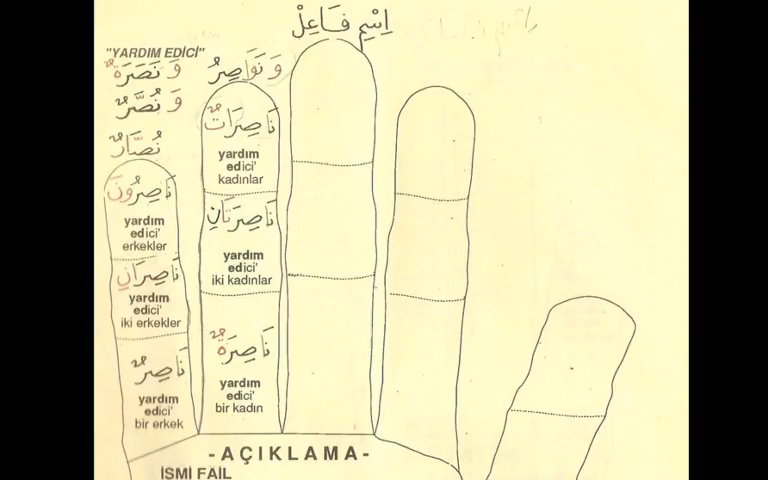 اِسْمِ فَاعِلْ
"YARDIM EDİCİ"
وَ نَصَرَةٌ
وَ نُصَّرٌ
نُصَّارٌ
نَاصِرُونَ
yardım
edici'
erkekler
نَاصِرَانِ
yardım
edici'
iki erkekler
نَاصِرٌ
yardım
edici'
bir erkek
وَ نَوَاصِرُ
نَاصِرَاتٌ
yardım
edici'
kadınlar
نَاصِرَتَانِ
yardım
edici'
iki kadınlar
نَاصِرَةٌ
yardım
edici'
bir kadın
-AÇIKLAMA-
İSMİ FAİL